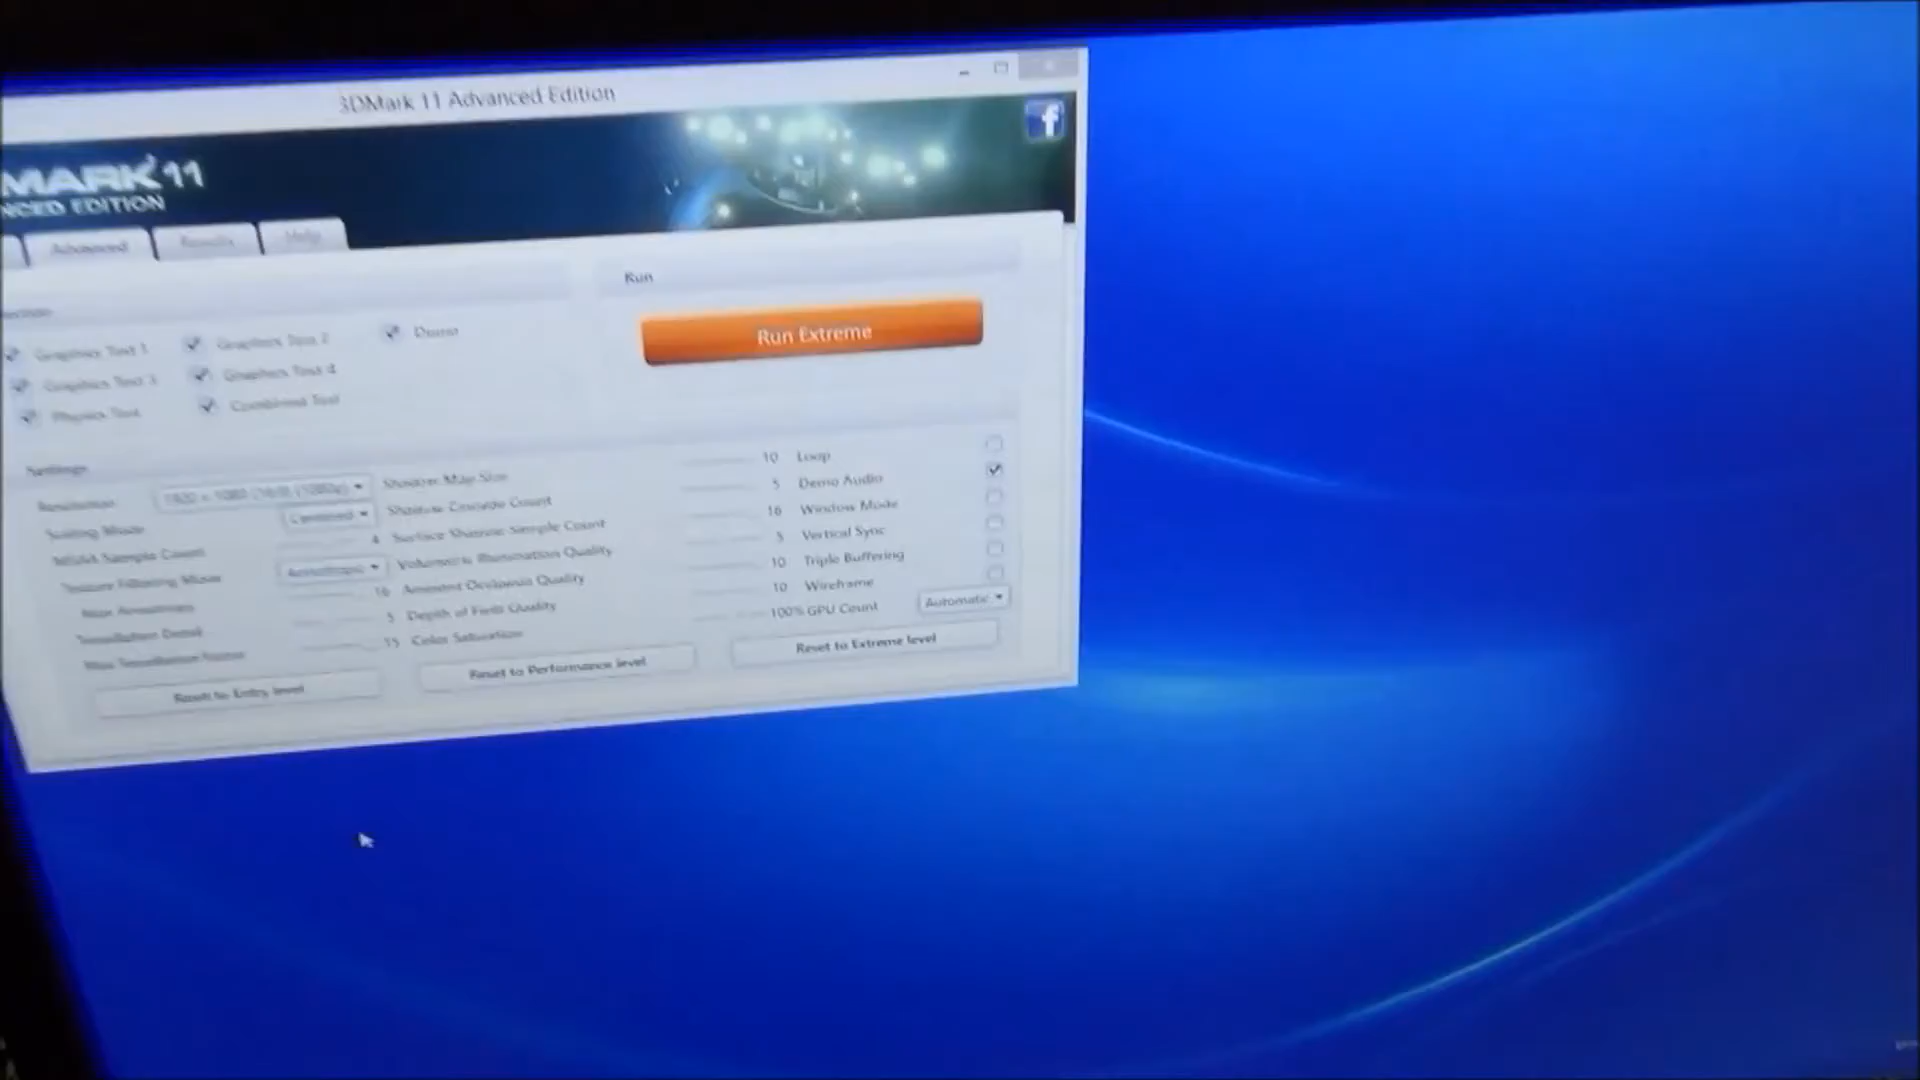 3DMark 11 Advanced Edition
MARK 11
NCED EDITION
Advanced Results Help
Run
Run Extreme
Graphics Test 1 Graphics Test 2 Demo
Graphics Test 3 Graphics Test 4
Physics Test Combined Test
Settings
Resolution 1920 x 1080 (16:9) (1080p) Shadow Map Size 10 Loop
Scaling Mode Centered Shadow Cascade Count 5 Demo Audio
MSAA Sample Count 4 Surface Shadow Sample Count 16 Window Mode
Texture Filtering Mode Anisotropic Volumetric Illumination Quality 5 Vertical Sync
Max Anisotropy 16 Ambient Occlusion Quality 10 Triple Buffering
Tessellation Detail 5 Depth of Field Quality 10 Wireframe
Max Tessellation Factor 15 Color Saturation 100% GPU Count Automatic
Reset to Entry level Reset to Performance level Reset to Extreme level